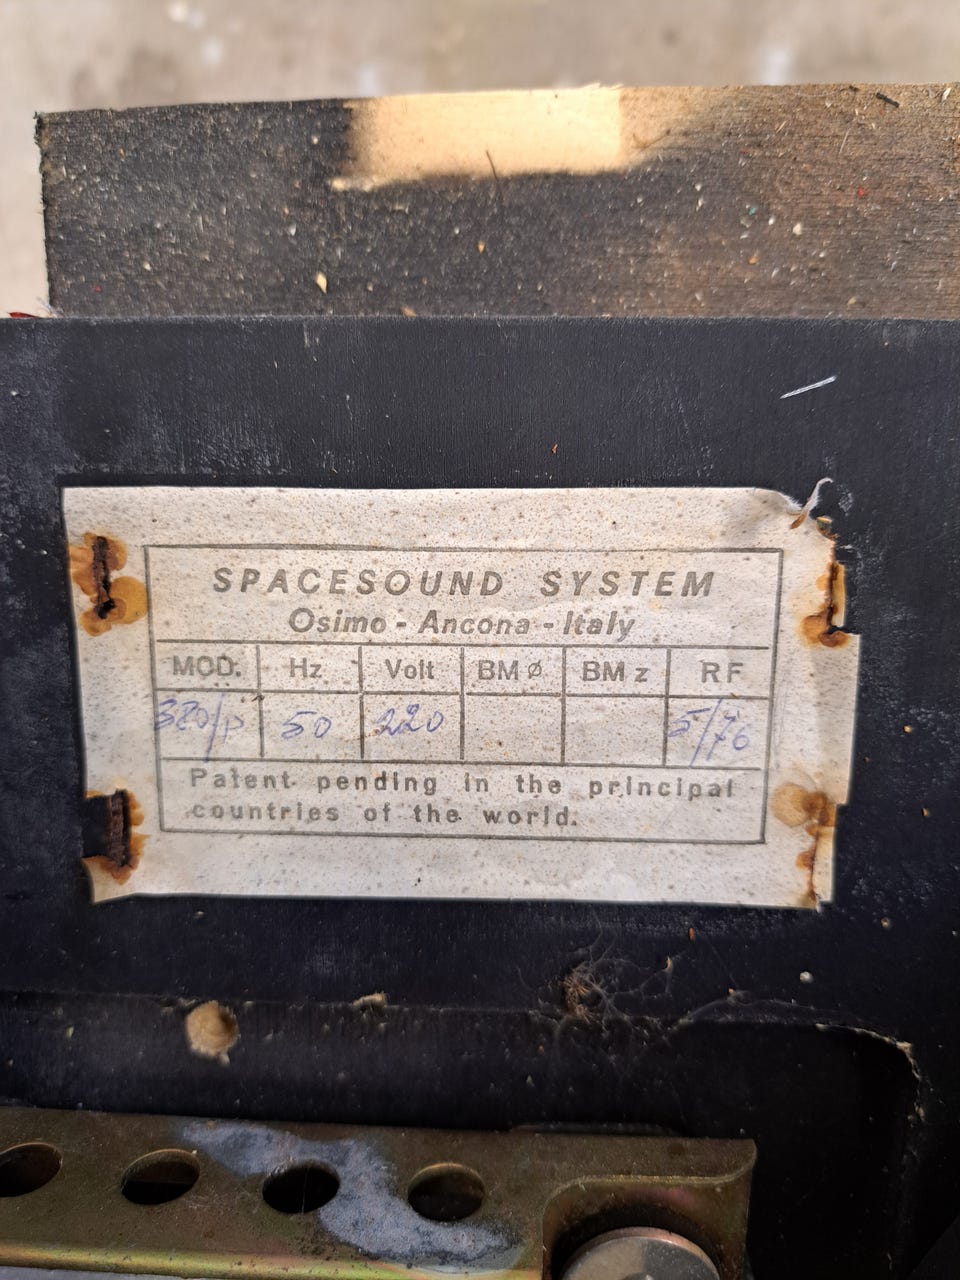 SPACESOUND SYSTEM
Osimo - Ancona - Italy
MOD. Hz Volt BM ø BM z RF
320/P 50 220 5/76
Patent pending in the principal
countries of the world.